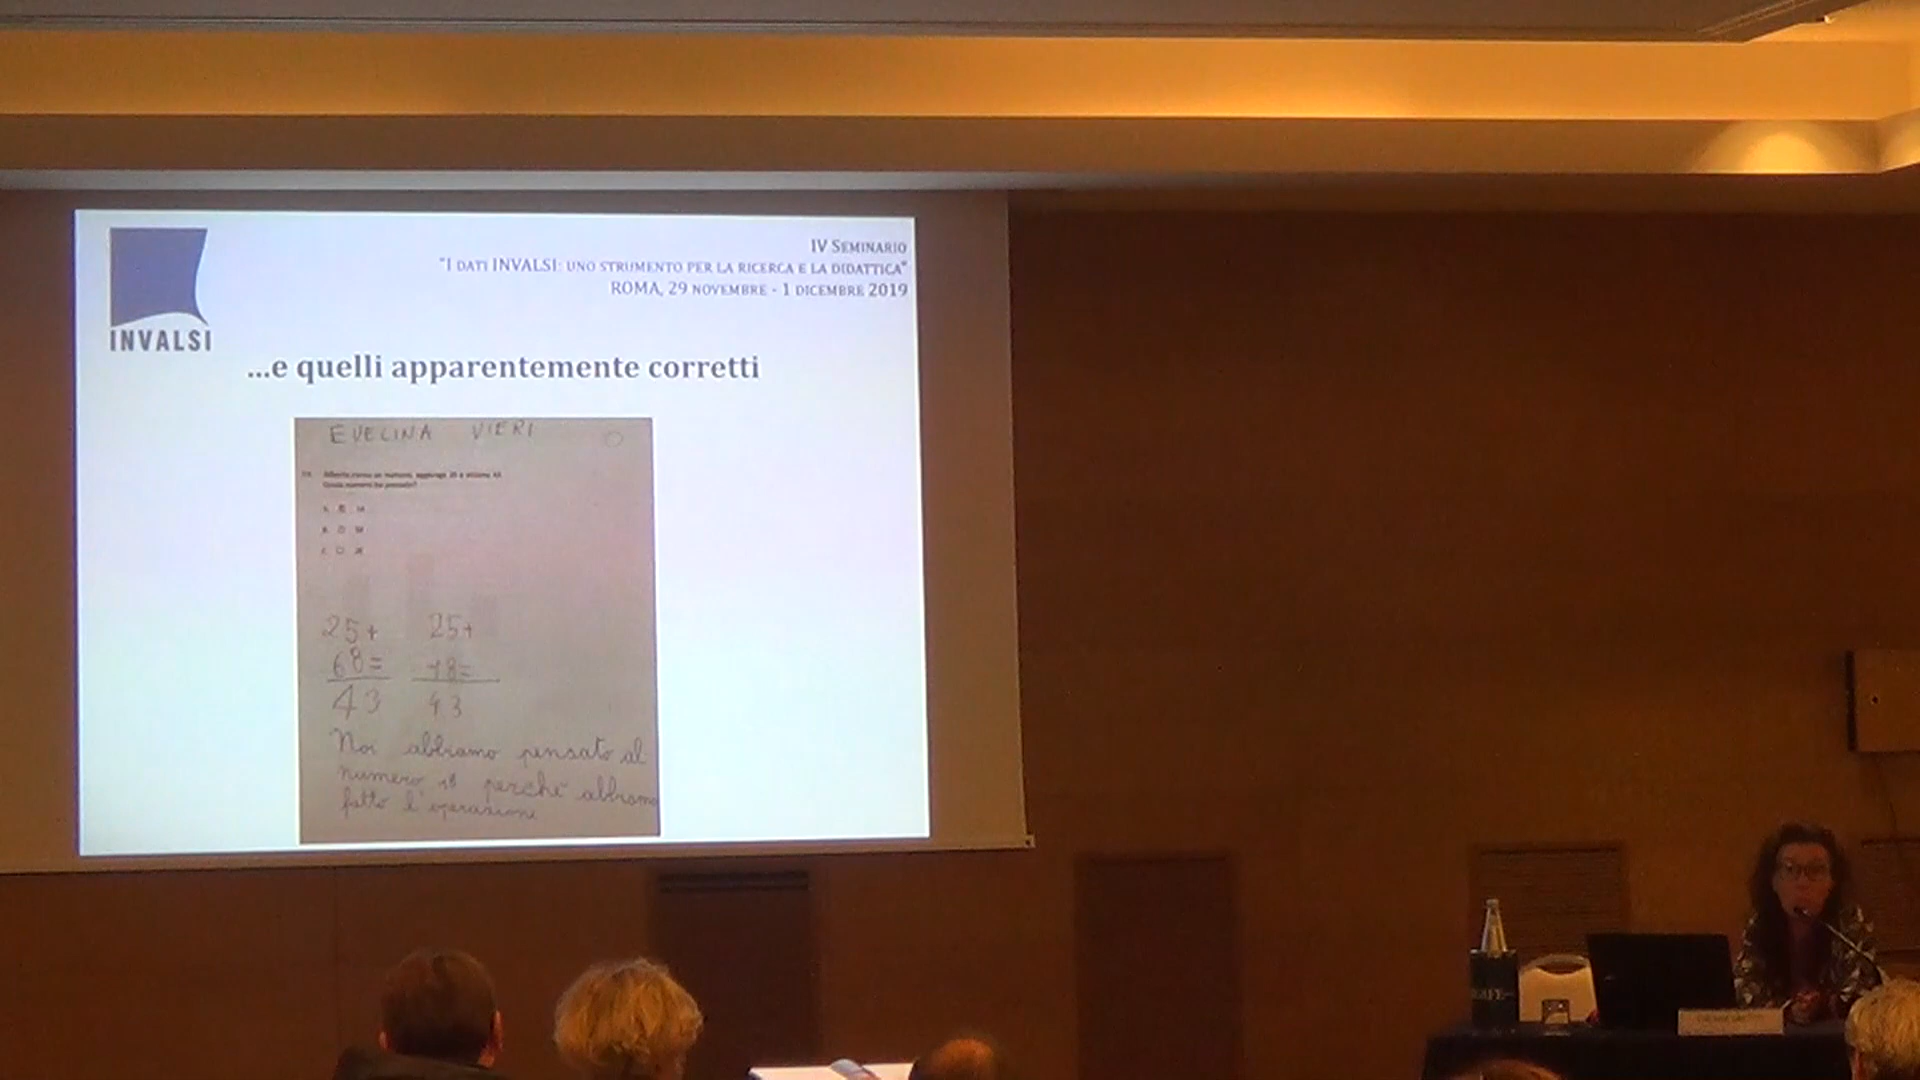 IV SEMINARIO
"I DATI INVALSI: UNO STRUMENTO PER LA RICERCA E LA DIDATTICA"
ROMA, 29 NOVEMBRE - 1 DICEMBRE 2019
INVALSI
...e quelli apparentemente corretti
EVELINA VIERI
25+ 25+
68= 18=
43 43
Noi abbiamo pensato al
numero 18 perché abbiamo
fatto l'operazione